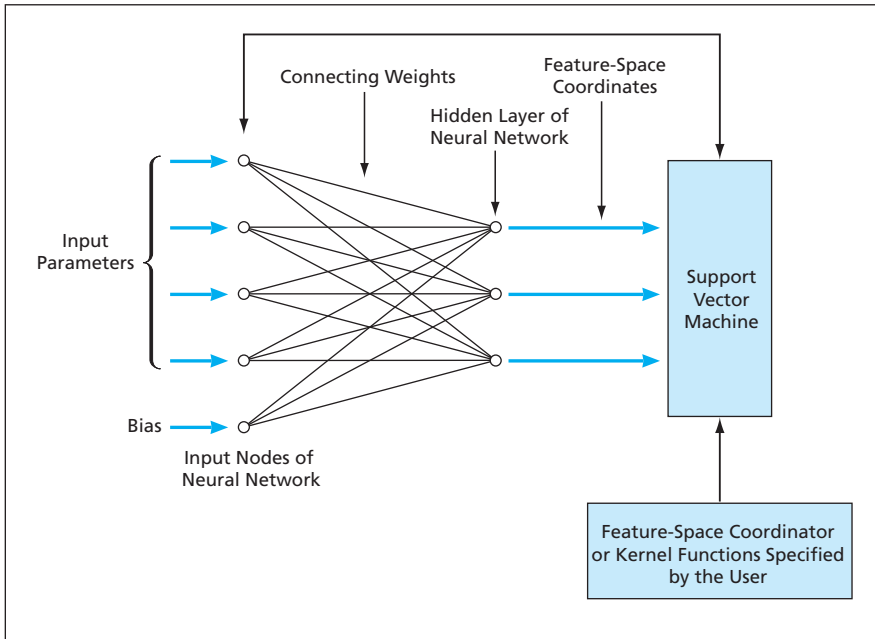 Connecting Weights
Feature-Space
Coordinates
Hidden Layer of
Neural Network
Input
Parameters
Support
Vector
Machine
Bias
Input Nodes of
Neural Network
Feature-Space Coordinator
or Kernel Functions Specified
by the User